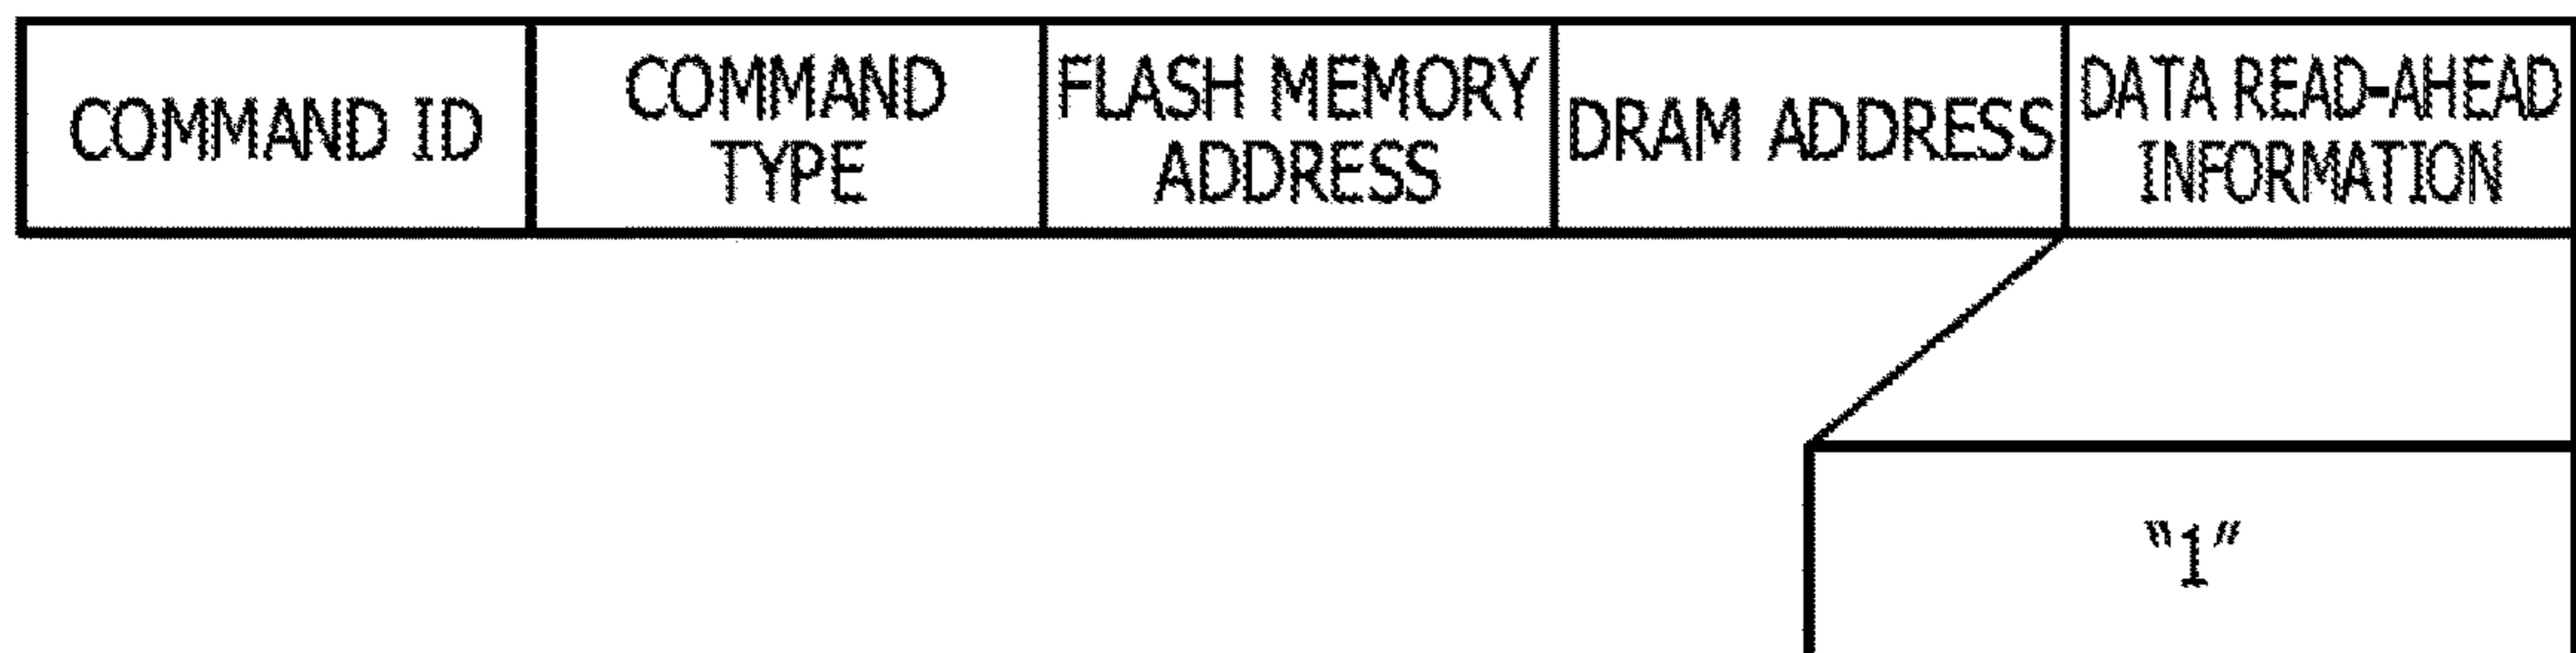 COMMAND ID
COMMAND
TYPE
FLASH MEMORY
ADDRESS
DRAM ADDRESS
DATA READ-AHEAD
INFORMATION
“1”